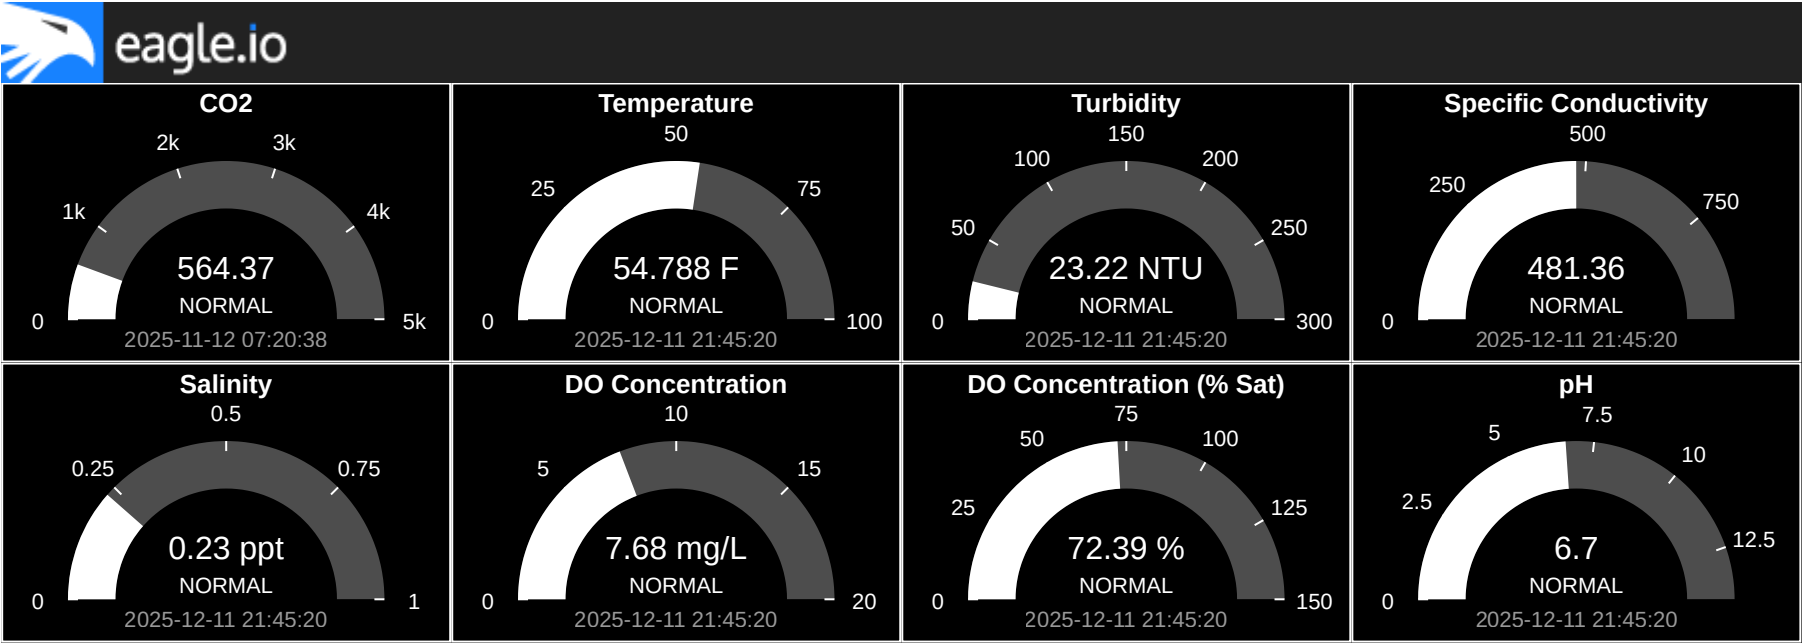 eagle.io
CO2
0
1k
2k
3k
4k
5k
564.37
NORMAL
2025-11-12 07:20:38
Temperature
0
25
50
75
100
54.788 F
NORMAL
2025-12-11 21:45:20
Turbidity
0
50
100
150
200
250
300
23.22 NTU
NORMAL
2025-12-11 21:45:20
Specific Conductivity
0
250
500
750
481.36
NORMAL
2025-12-11 21:45:20
Salinity
0
0.25
0.5
0.75
1
0.23 ppt
NORMAL
2025-12-11 21:45:20
DO Concentration
0
5
10
15
20
7.68 mg/L
NORMAL
2025-12-11 21:45:20
DO Concentration (% Sat)
0
25
50
75
100
125
150
72.39 %
NORMAL
2025-12-11 21:45:20
pH
0
2.5
5
7.5
10
12.5
6.7
NORMAL
2025-12-11 21:45:20